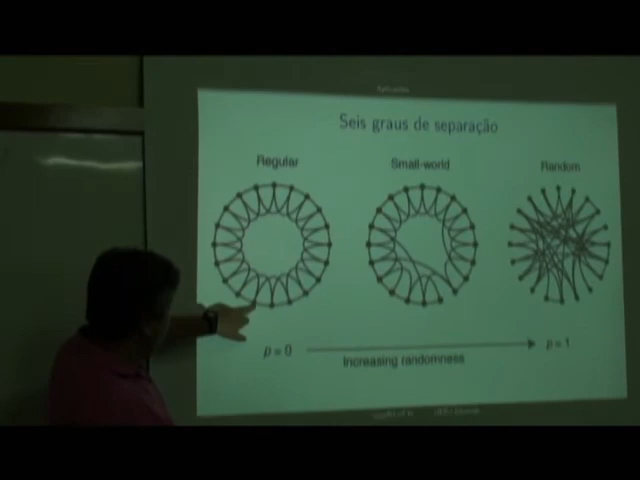 Seis graus de separação
Regular Small-world Random
p = 0 p = 1
Increasing randomness